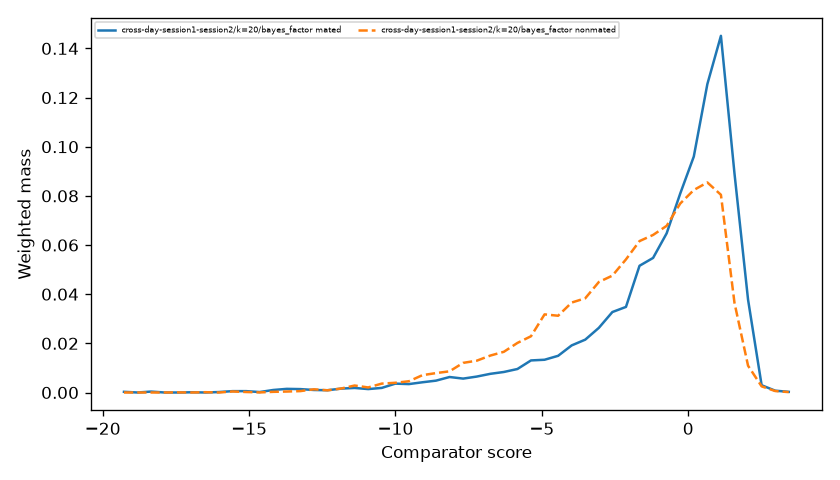 cross-day-session1-session2/k=20/bayes_factor mated cross-day-session1-session2/k=20/bayes_factor nonmated
0.14
0.12
0.10
0.08
0.06
0.04
0.02
0.00
Weighted mass
−20 −15 −10 −5 0
Comparator score